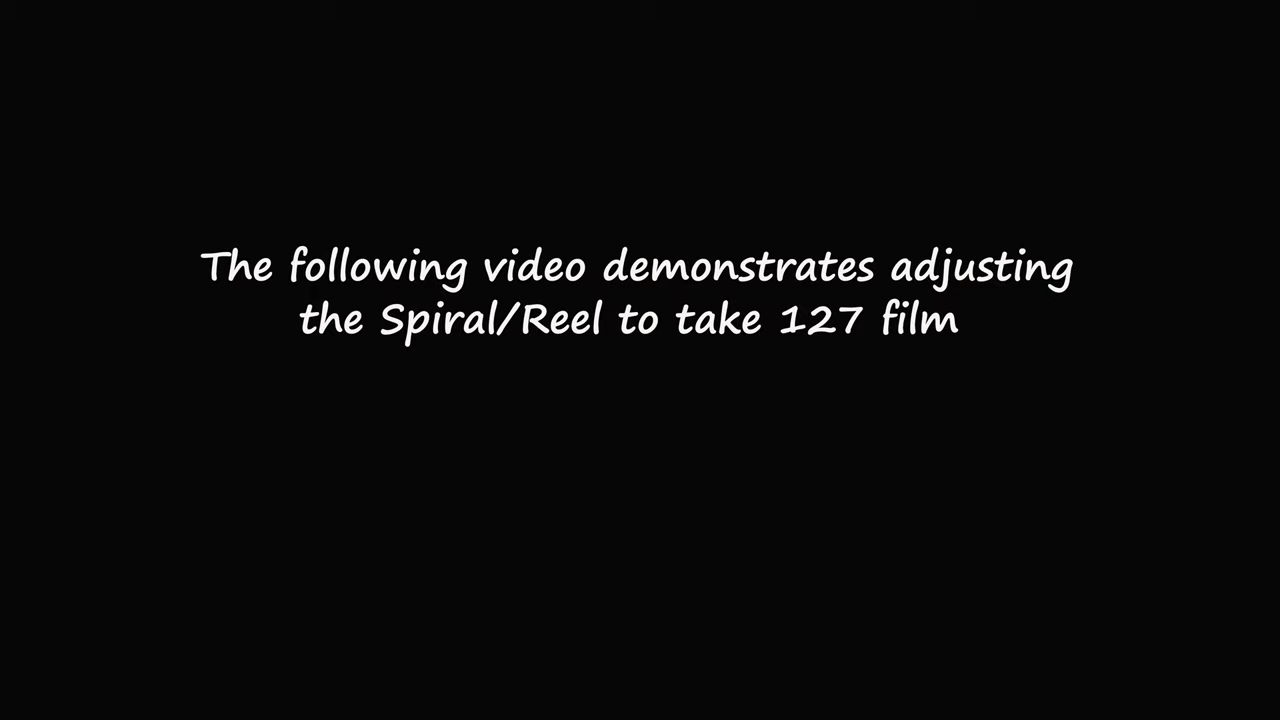 The following video demonstrates adjusting
the Spiral/Reel to take 127 film